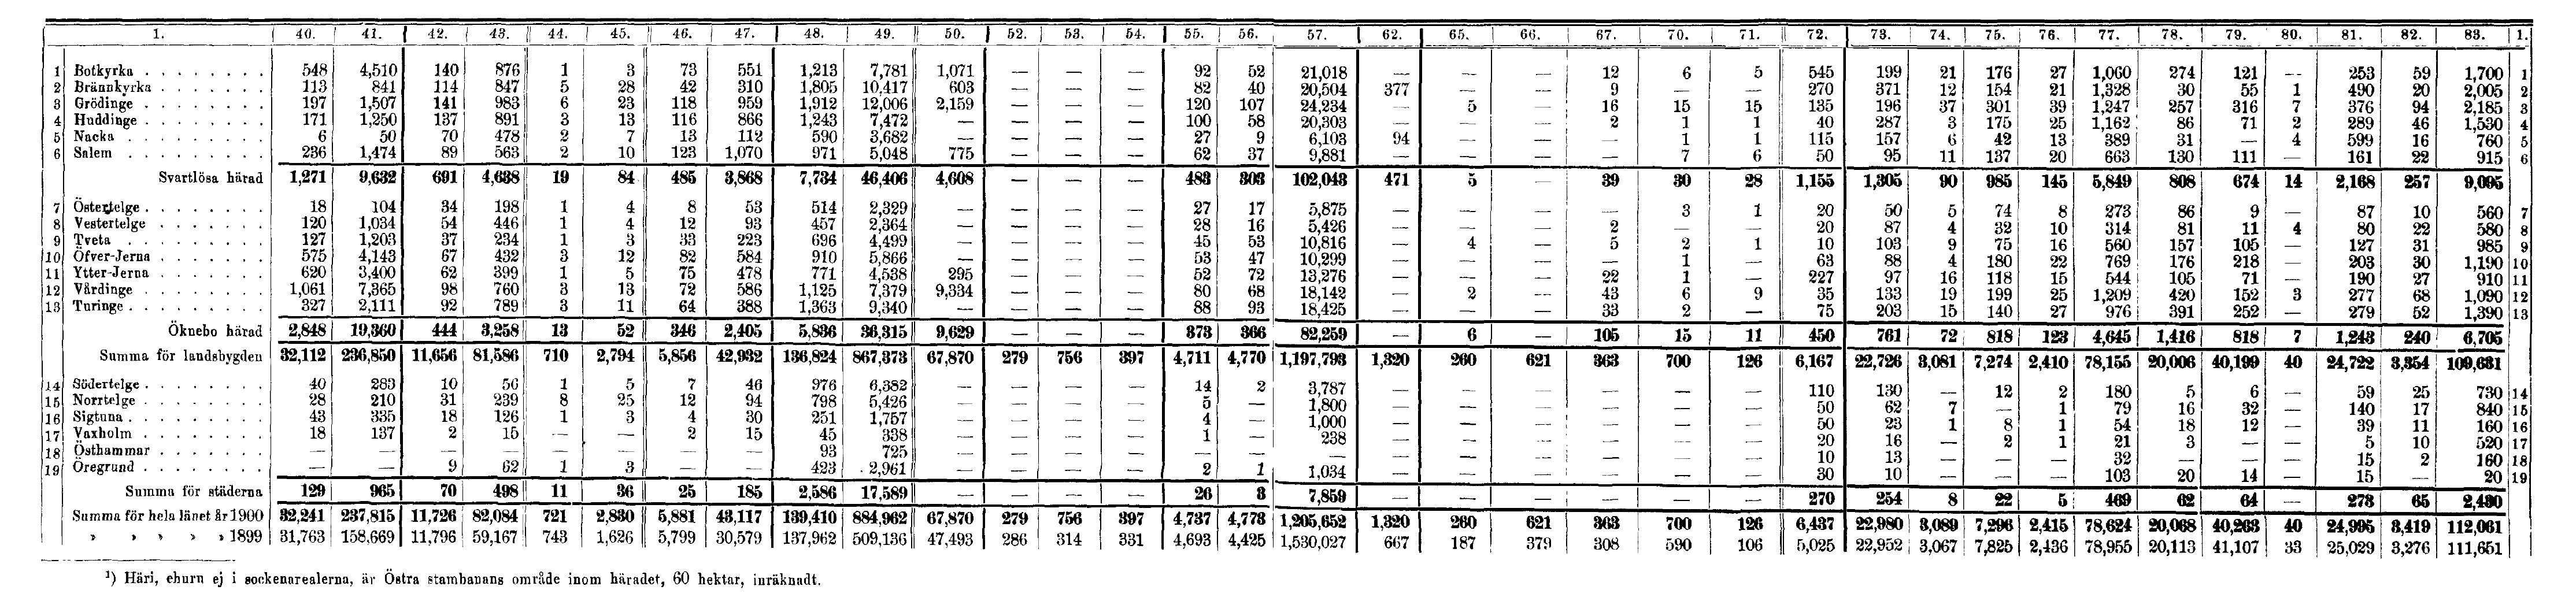 1. 40. 41. 42. 43. 44. 45. 46. 47. 48. 49. 50. 52. 53. 54. 55. 56. 57. 62. 65. 66. 67. 70. 71. 72. 73. 74. 75. 76. 77. 78. 79. 80. 81. 82. 83. 1.
1 Botkyrka . . . . . . . . 548 4,510 140 876 1 3 73 551 1,213 7,781 1,071 — — — 92 52 21,018 — — — 12 6 5 545 199 21 176 27 1,060 274 121 — 253 59 1,700 1
2 Brännkyrka . . . . . . . 113 841 114 847 5 28 42 310 1,805 10,417 603 — — — 82 40 20,504 377 — — 9 — — 270 371 12 154 21 1,328 30 55 1 490 20 2,005 2
3 Grödinge . . . . . . . . 197 1,507 141 983 6 23 118 959 1,912 12,006 2,159 — — — 120 107 24,234 — 5 — 16 15 15 135 196 37 301 39 1,247 257 316 7 376 94 2,185 3
4 Huddinge . . . . . . . . 171 1,250 137 891 3 13 116 866 1,243 7,472 — — — — 100 58 20,303 — — — 2 1 1 40 287 3 175 25 1,162 86 71 2 289 46 1,530 4
5 Nacka . . . . . . . . . 6 50 70 478 2 7 13 112 590 3,682 — — — — 27 9 6,103 94 — — — 1 1 115 157 6 42 13 389 31 — 4 599 16 760 5
6 Salem . . . . . . . . . 236 1,474 89 563 2 10 123 1,070 971 5,048 775 — — — 62 37 9,881 — — — — 7 6 50 95 11 137 20 663 130 111 — 161 22 915 6
Svartlösa härad 1,271 9,632 691 4,638 19 84 485 3,868 7,734 46,406 4,608 — — — 483 303 102,043 471 5 — 39 30 28 1,155 1,305 90 985 145 5,849 808 674 14 2,168 257 9,095
7 Östertelge . . . . . . . . 18 104 34 198 1 4 8 53 514 2,329 — — — — 27 17 5,875 — — — — 3 1 20 50 5 74 8 273 86 9 — 87 10 560 7
8 Vestertelge . . . . . . . 120 1,034 54 446 1 4 12 93 457 2,364 — — — — 28 16 5,426 — — — 2 — — 20 87 4 32 10 314 81 11 4 80 22 580 8
9 Tveta . . . . . . . . . 127 1,203 37 234 1 3 33 223 696 4,499 — — — — 45 53 10,816 — 4 — 5 2 1 10 103 9 75 16 560 157 105 — 127 31 985 9
10 Öfver-Jerna . . . . . . . 575 4,143 67 432 3 12 82 584 910 5,866 — — — — 53 47 10,299 — — — — 1 — 63 88 4 180 22 769 176 218 — 203 30 1,190 10
11 Ytter-Jerna . . . . . . . 620 3,400 62 399 1 5 75 478 771 4,538 295 — — — 52 72 13,276 — — — 22 1 — 227 97 16 118 15 544 105 71 — 190 27 910 11
12 Vårdinge . . . . . . . . 1,061 7,365 98 760 3 13 72 586 1,125 7,379 9,334 — — — 80 68 18,142 — 2 — 43 6 9 35 133 19 199 25 1,209 420 152 3 277 68 1,090 12
13 Turinge . . . . . . . . . 327 2,111 92 789 3 11 64 388 1,363 9,340 — — — — 88 93 18,425 — — — 33 2 — 75 203 15 140 27 976 391 252 — 279 52 1,390 13
Öknebo härad 2,848 19,360 444 3,258 13 52 346 2,405 5,836 36,315 9,629 — — — 373 366 82,259 — 6 — 105 15 11 450 761 72 818 123 4,645 1,416 818 7 1,243 240 6,705
Summa för landsbygden 32,112 236,850 11,656 81,586 710 2,794 5,856 42,932 136,824 867,373 67,870 279 756 397 4,711 4,770 1,197,793 1,320 260 621 363 700 126 6,167 22,726 3,081 7,274 2,410 78,155 20,006 40,199 40 24,722 3,354 109,631
14 Södertelge . . . . . . . . 40 283 10 56 1 5 7 46 976 6,382 — — — — 14 2 3,787 — — — — — — 110 130 — 12 2 180 5 6 — 59 25 730 14
15 Norrtelge . . . . . . . . 28 210 31 239 8 25 12 94 798 5,426 — — — — 5 — 1,800 — — — — — — 50 62 7 — 1 79 16 32 — 140 17 840 15
16 Sigtuna . . . . . . . . . 43 335 18 126 1 3 4 30 251 1,757 — — — — 4 — 1,000 — — — — — — 50 23 1 8 1 54 18 12 — 39 11 160 16
17 Vaxholm . . . . . . . . 18 137 2 15 — — 2 15 45 338 — — — — 1 — 238 — — — — — — 20 16 — 2 1 21 3 — — 5 10 520 17
18 Östhammar . . . . . . . — — — — — — — — 93 725 — — — — — — — — — — — — — 10 13 — — — 32 — — — 15 2 160 18
19 Öregrund . . . . . . . . — — 9 62 1 3 — — 423 2,961 — — — — 2 1 1,034 — — — — — — 30 10 — — — 103 20 14 — 15 — 20 19
Summa för städerna 129 965 70 498 11 36 25 185 2,586 17,589 — — — — 26 3 7,859 — — — — — — 270 254 8 22 5 469 62 64 — 273 65 2,430
Summa för hela länet år 1900 32,241 237,815 11,726 82,084 721 2,830 5,881 43,117 139,410 884,962 67,870 279 756 397 4,737 4,773 1,205,652 1,320 260 621 363 700 126 6,437 22,980 3,089 7,296 2,415 78,624 20,068 40,263 40 24,995 3,419 112,061
» » » » » 1899 31,763 158,669 11,796 59,167 743 1,626 5,799 30,579 137,962 509,136 47,493 286 314 331 4,693 4,425 1,530,027 667 187 379 308 590 106 5,025 22,952 3,067 7,825 2,436 78,955 20,113 41,107 33 25,029 3,276 111,651
¹) Häri, ehuru ej i sockenarealerna, är Östra stambanans område inom häradet, 60 hektar, inräknadt.